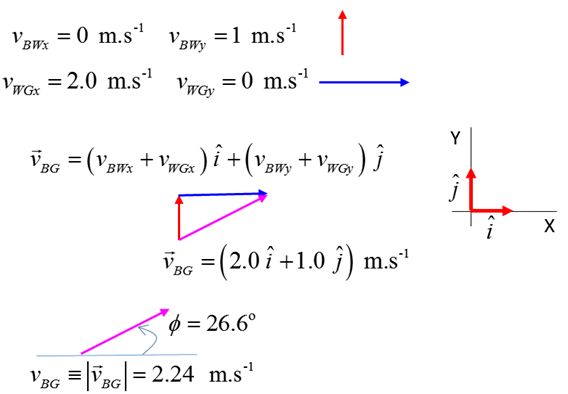 v_BWx = 0 m.s⁻¹ v_BWy = 1 m.s⁻¹
v_WGx = 2.0 m.s⁻¹ v_WGy = 0 m.s⁻¹
v⃗_BG = (v_BWx + v_WGx) î + (v_BWy + v_WGy) ĵ
Y
ĵ
î
X
v⃗_BG = (2.0 î + 1.0 ĵ) m.s⁻¹
ϕ = 26.6º
v_BG ≡ |v⃗_BG| = 2.24 m.s⁻¹